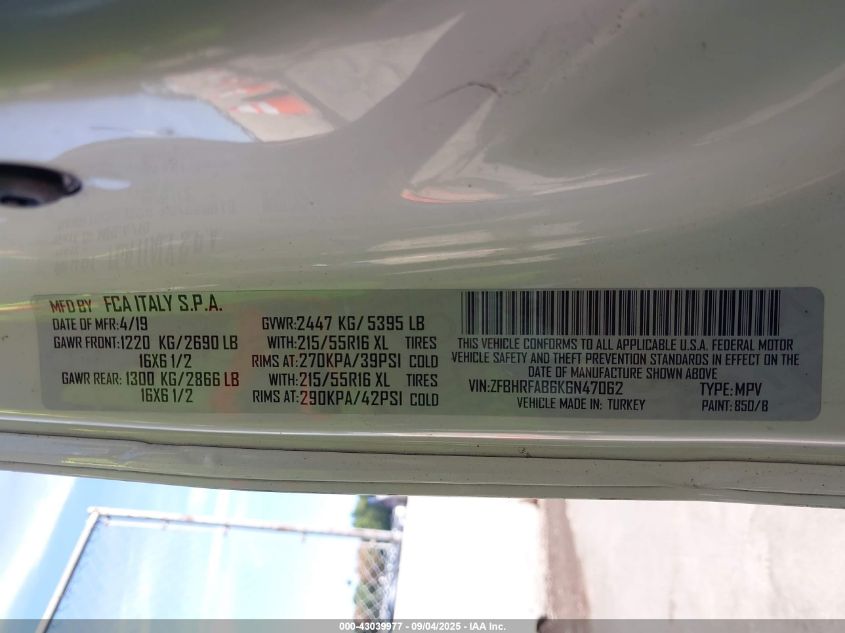 MFD BY FCA ITALY S.P.A.
DATE OF MFR:4/19 GVWR:2447 KG/ 5395 LB
GAWR FRONT:1220 KG/2690 LB WITH:215/55R16 XL TIRES
16X6 1/2 RIMS AT:270KPA/39PSI COLD
GAWR REAR: 1300 KG/2866 LB WITH:215/55R16 XL TIRES
16X6 1/2 RIMS AT:290KPA/42PSI COLD
THIS VEHICLE CONFORMS TO ALL APPLICABLE U.S.A. FEDERAL MOTOR
VEHICLE SAFETY AND THEFT PREVENTION STANDARDS IN EFFECT ON THE
DATE OF MANUFACTURE SHOWN ABOVE
VIN:ZFBHRFAB6K6N47062 TYPE:MPV
VEHICLE MADE IN: TURKEY PAINT: 850/B
000-43039977 - 09/04/2025 - IAA Inc.